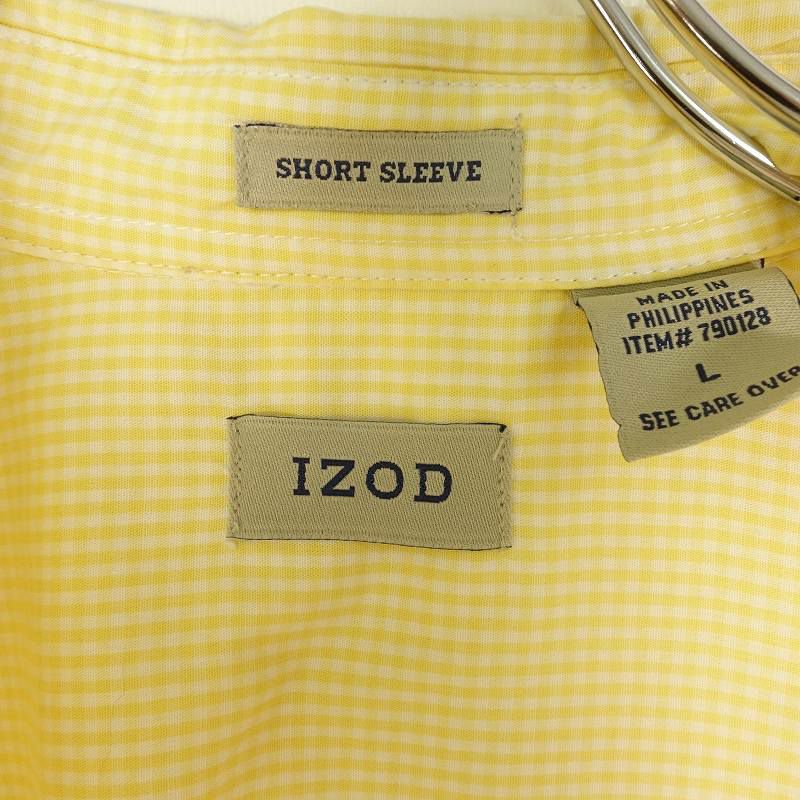 SHORT SLEEVE
MADE IN
PHILIPPINES
ITEM# 790128
L
SEE CARE OVER
IZOD